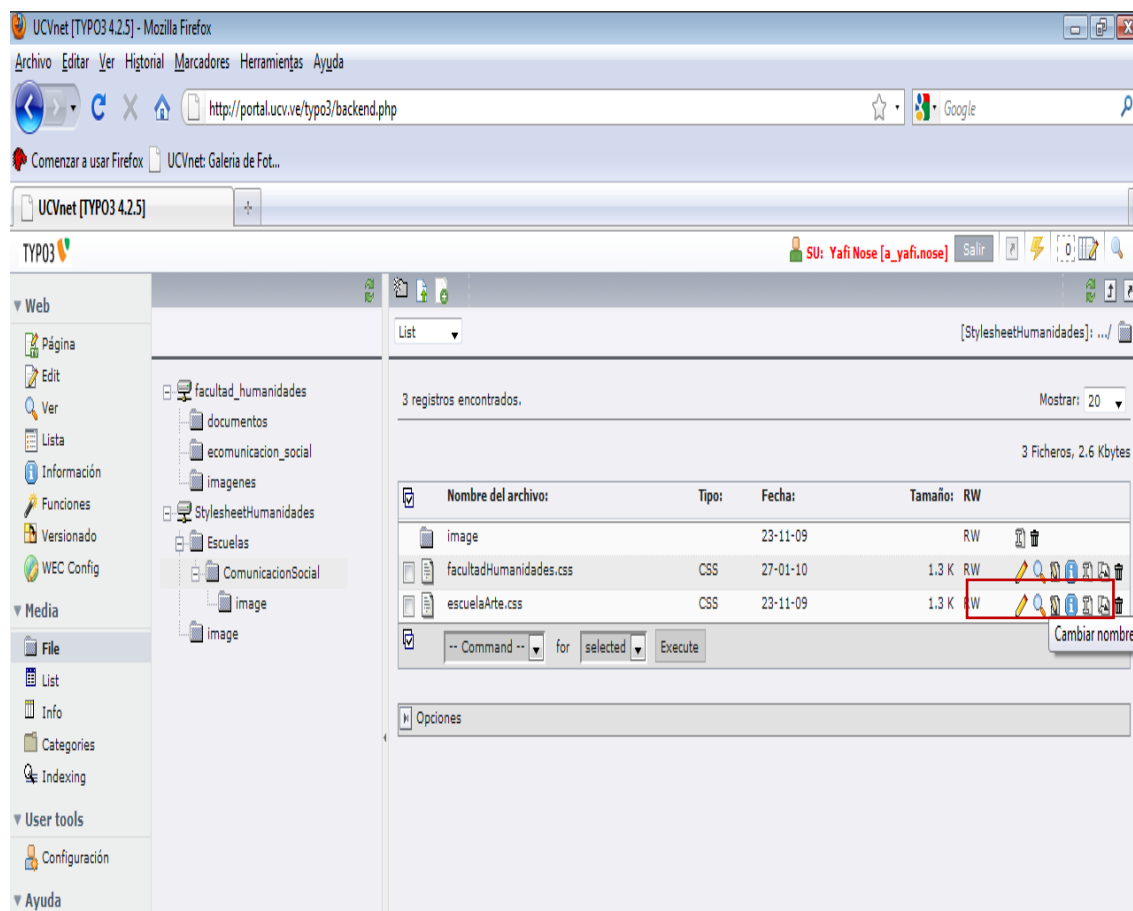 UCVnet [TYPO3 4.2.5] - Mozilla Firefox
Archivo Editar Ver Historial Marcadores Herramientas Ayuda
http://portal.ucv.ve/typo3/backend.php
Google
Comenzar a usar Firefox UCVnet: Galeria de Fot...
UCVnet [TYPO3 4.2.5]
TYPO3
SU: Yafi Nose [a_yafi.nose] Salir 0
Web
Página
Edit
Ver
Lista
Información
Funciones
Versionado
WEC Config
Media
File
List
Info
Categories
Indexing
User tools
Configuración
Ayuda
facultad_humanidades
documentos
ecomunicacion_social
imagenes
StylesheetHumanidades
Escuelas
ComunicacionSocial
image
image
List
[StylesheetHumanidades]: .../
3 registros encontrados. Mostrar: 20
3 Ficheros, 2.6 Kbytes
Nombre del archivo: Tipo: Fecha: Tamaño: RW
image 23-11-09 RW
facultadHumanidades.css CSS 27-01-10 1.3 K RW
escuelaArte.css CSS 23-11-09 1.3 K RW
Cambiar nombre
-- Command -- for selected Execute
Opciones